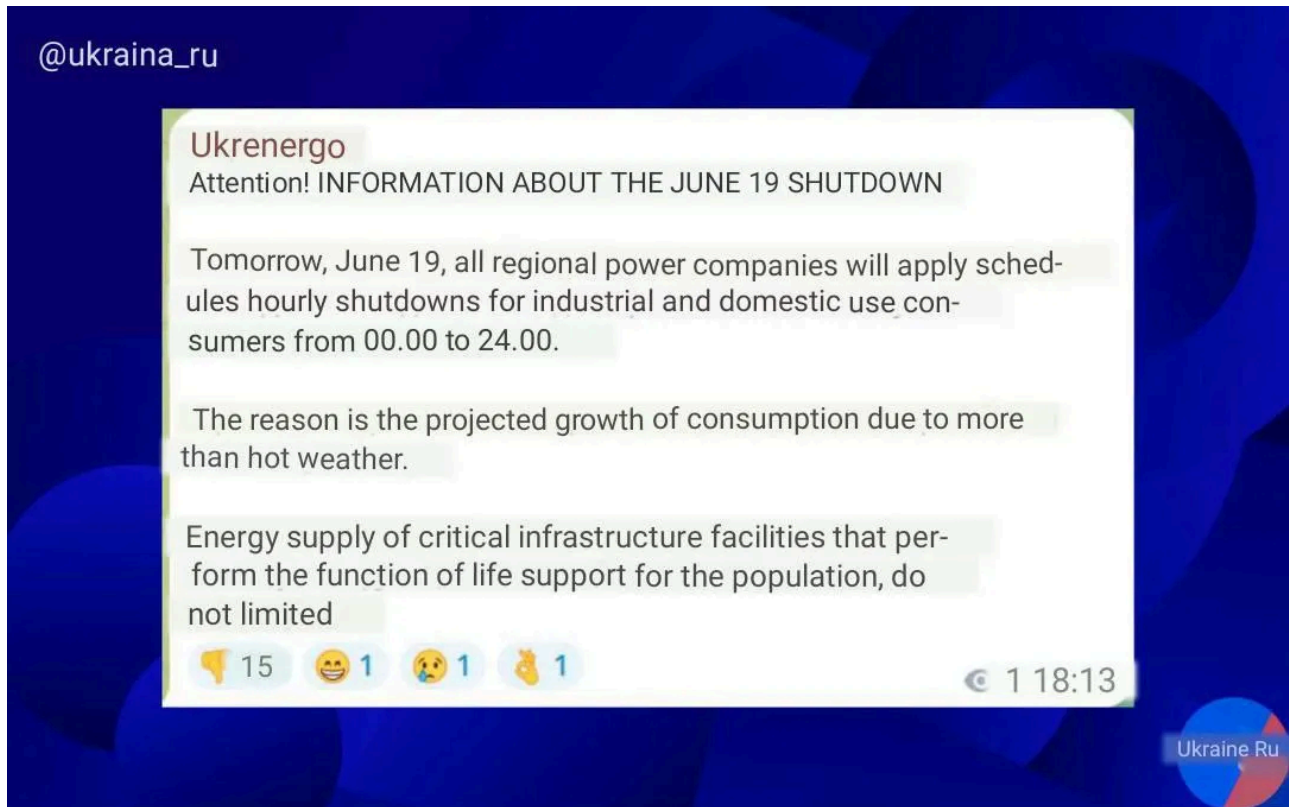 @ukraina_ru
Ukrenergo
Attention! INFORMATION ABOUT THE JUNE 19 SHUTDOWN
Tomorrow, June 19, all regional power companies will apply sched-
ules hourly shutdowns for industrial and domestic use con-
sumers from 00.00 to 24.00.
The reason is the projected growth of consumption due to more
than hot weather.
Energy supply of critical infrastructure facilities that per-
form the function of life support for the population, do
not limited
15 1 1 1
1 18:13
Ukraine Ru